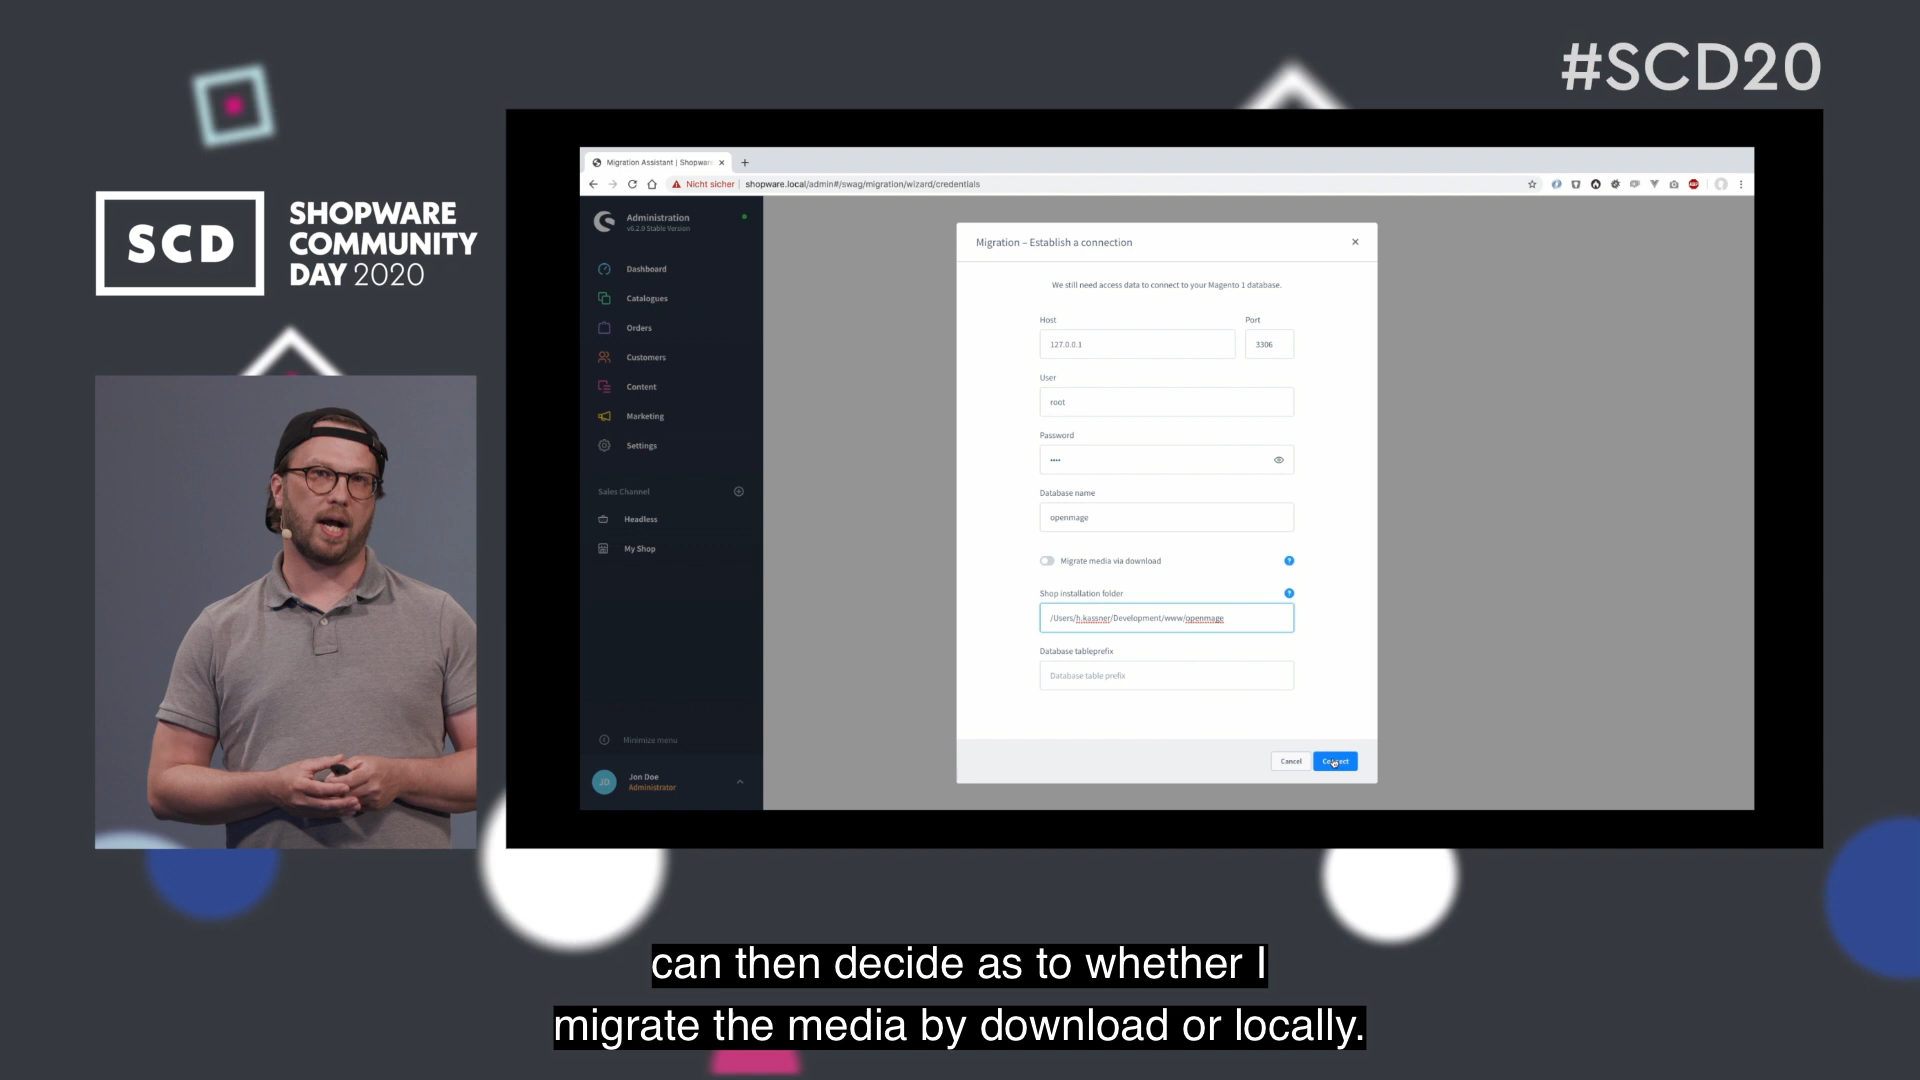 #SCD20
SCD
SHOPWARE
COMMUNITY
DAY 2020
Migration Assistant | Shopware
Nicht sicher
shopware.local/admin#/swag/migration/wizard/credentials
Administration
v6.2.0 Stable Version
Dashboard
Catalogues
Orders
Customers
Content
Marketing
Settings
Sales Channel
Headless
My Shop
Minimize menu
JD
Jon Doe
Administrator
Migration – Establish a connection
We still need access data to connect to your Magento 1 database.
Host
Port
127.0.0.1
3306
User
root
Password
••••
Database name
openmage
Migrate media via download
?
Shop installation folder
?
/Users/h.kassner/Development/www/openmage
Database tableprefix
Database table prefix
Cancel
Connect
can then decide as to whether I
migrate the media by download or locally.